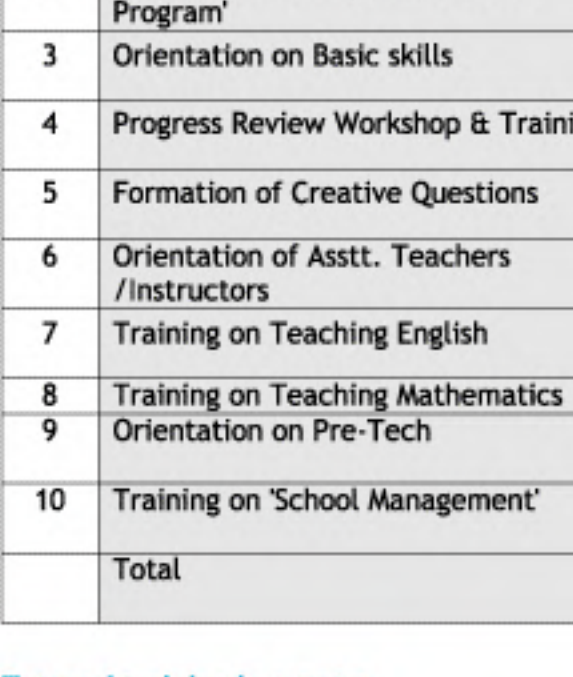 Program'
3 Orientation on Basic skills
4 Progress Review Workshop & Traini
5 Formation of Creative Questions
6 Orientation of Asstt. Teachers
/Instructors
7 Training on Teaching English
8 Training on Teaching Mathematics
9 Orientation on Pre-Tech
10 Training on 'School Management'
Total